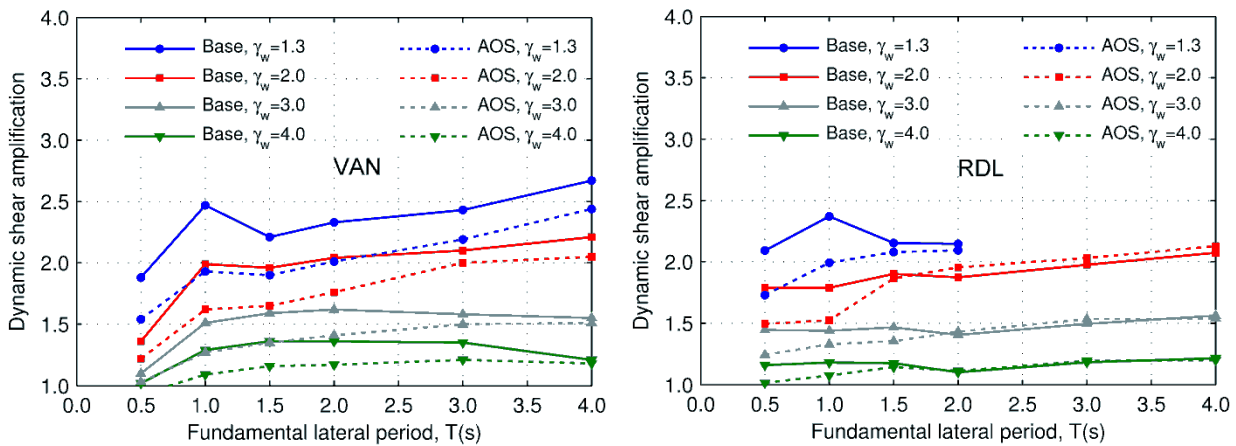 4.0
3.5
3.0
2.5
2.0
1.5
1.0
Dynamic shear amplification
Base, γw=1.3
Base, γw=2.0
Base, γw=3.0
Base, γw=4.0
AOS, γw=1.3
AOS, γw=2.0
AOS, γw=3.0
AOS, γw=4.0
VAN
0.0 0.5 1.0 1.5 2.0 2.5 3.0 3.5 4.0
Fundamental lateral period, T(s)
4.0
3.5
3.0
2.5
2.0
1.5
1.0
Dynamic shear amplification
Base, γw=1.3
Base, γw=2.0
Base, γw=3.0
Base, γw=4.0
AOS, γw=1.3
AOS, γw=2.0
AOS, γw=3.0
AOS, γw=4.0
RDL
0.0 0.5 1.0 1.5 2.0 2.5 3.0 3.5 4.0
Fundamental lateral period, T(s)